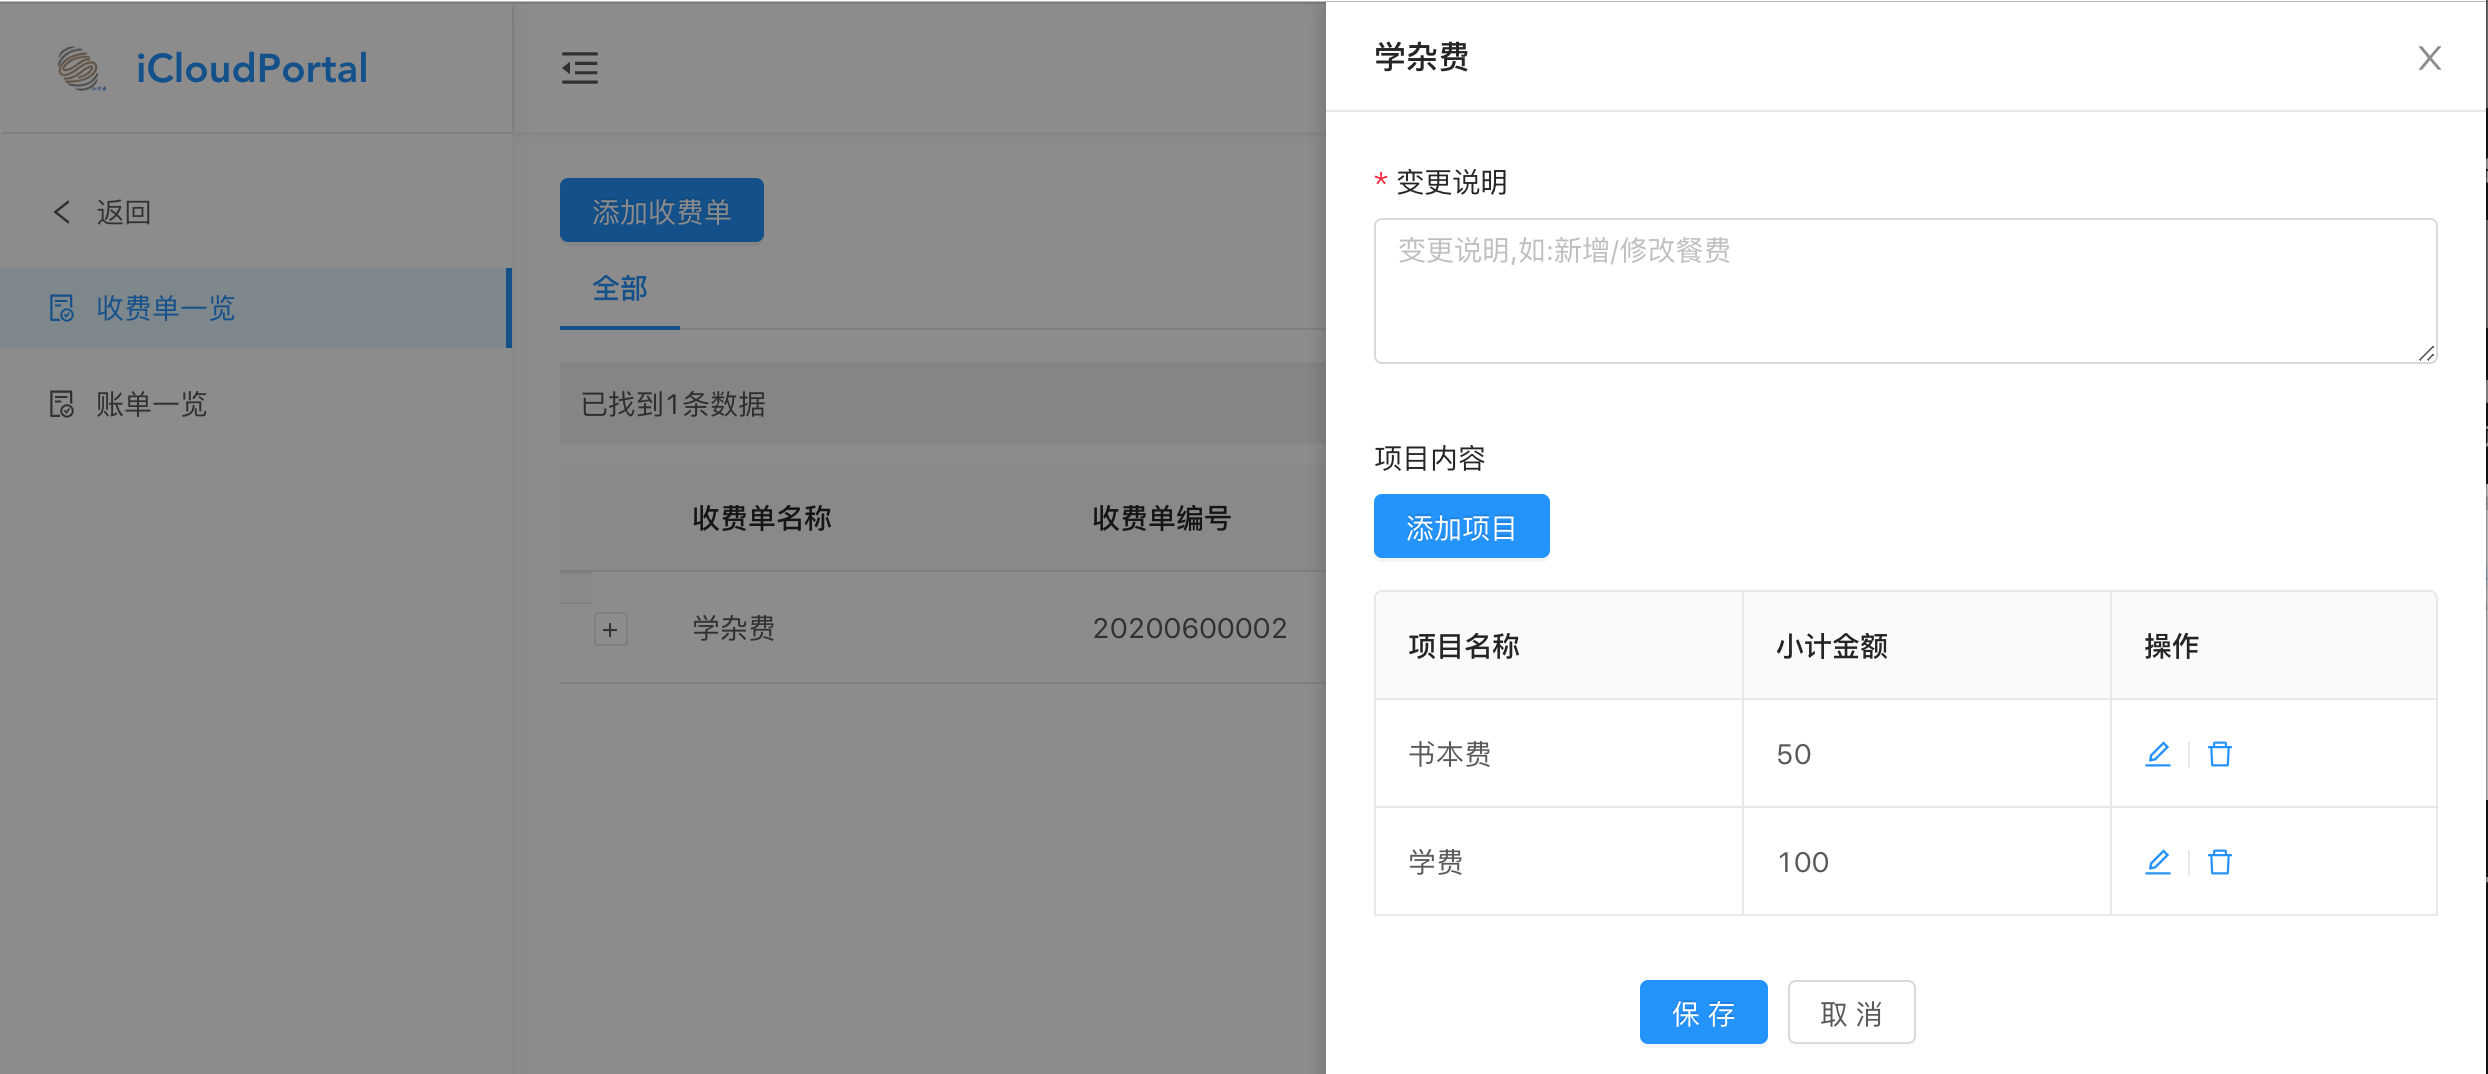 iCloudPortal
返回
收费单一览
账单一览
添加收费单
全部
已找到1条数据
收费单名称 收费单编号
学杂费 20200600002
学杂费
* 变更说明
变更说明,如:新增/修改餐费
项目内容
添加项目
项目名称 小计金额 操作
书本费 50
学费 100
保存 取消